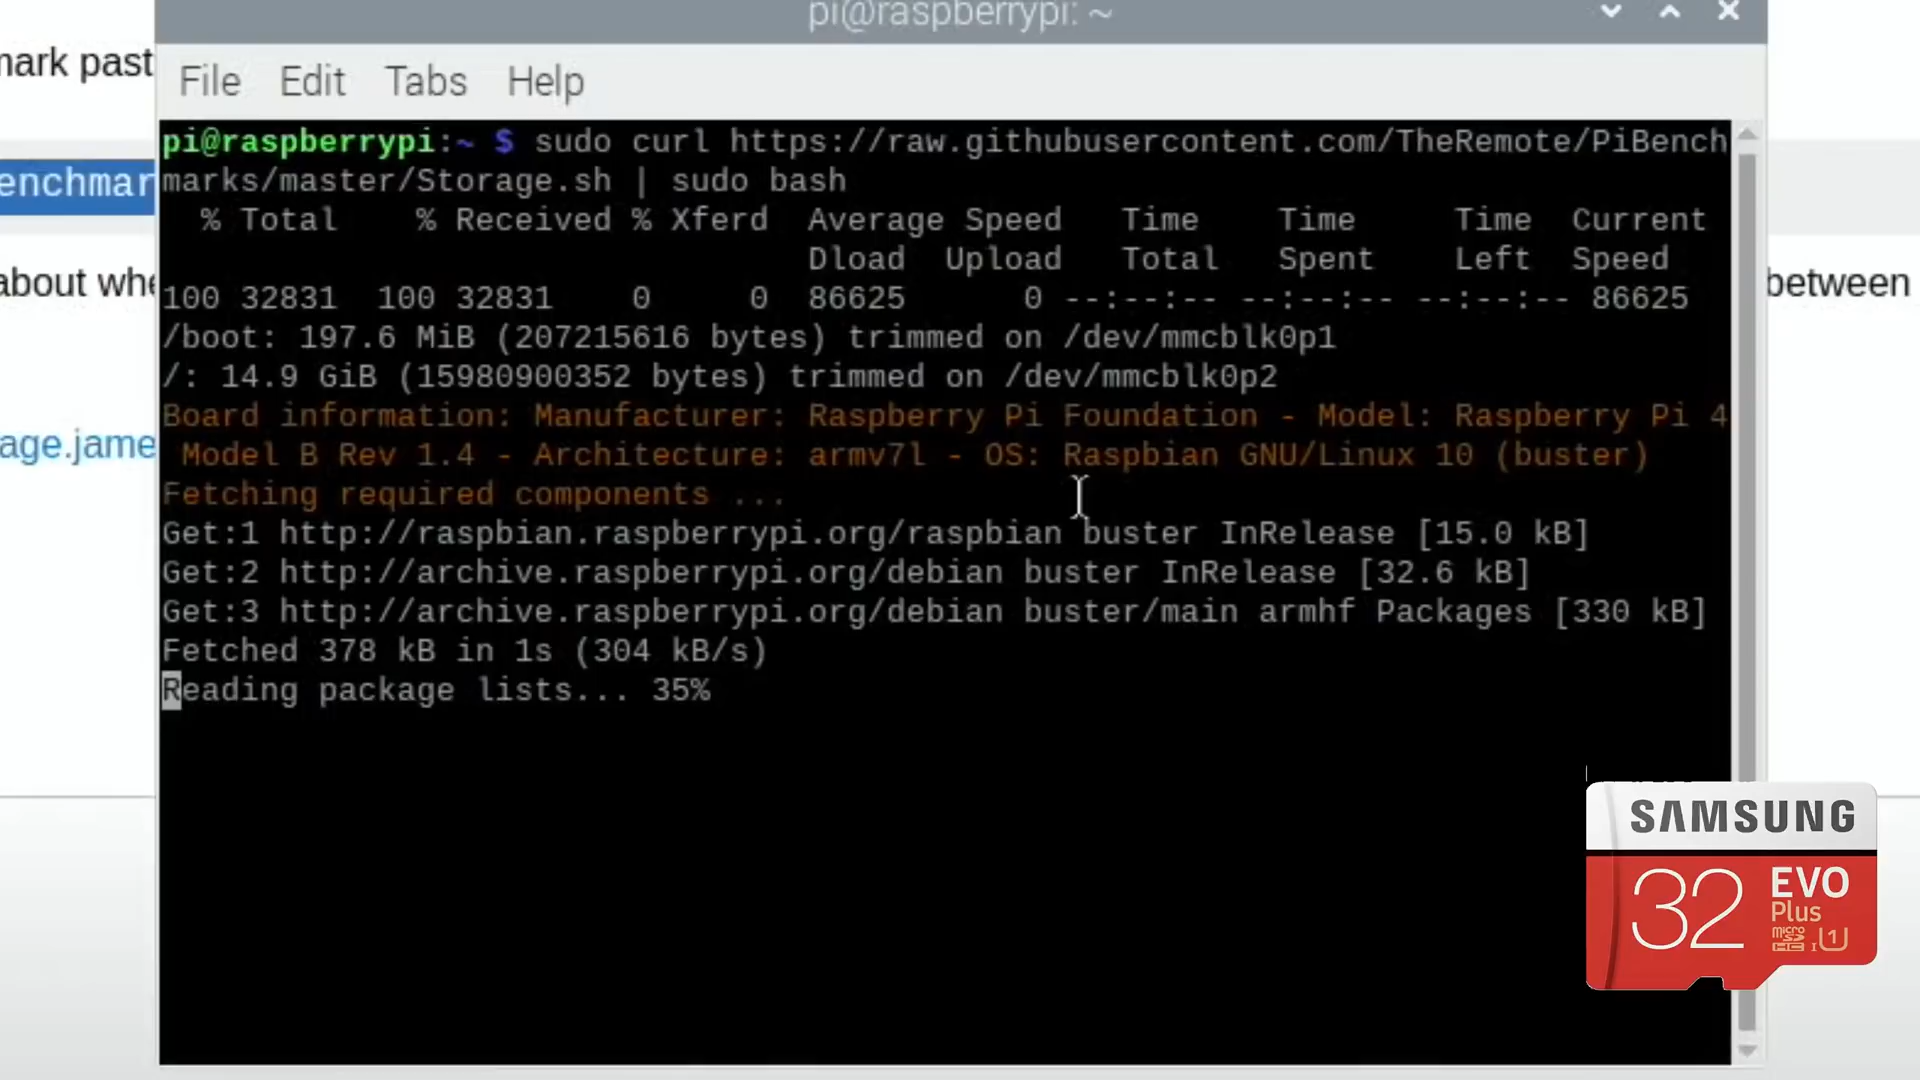 pi@raspberrypi: ~
mark past
File Edit Tabs Help
pi@raspberrypi:~ $ sudo curl https://raw.githubusercontent.com/TheRemote/PiBench
marks/master/Storage.sh | sudo bash
enchmar
% Total % Received % Xferd Average Speed Time Time Time Current
Dload Upload Total Spent Left Speed
about whe
between
100 32831 100 32831 0 0 86625 0 --:--:-- --:--:-- --:--:-- 86625
/boot: 197.6 MiB (207215616 bytes) trimmed on /dev/mmcblk0p1
/: 14.9 GiB (15980900352 bytes) trimmed on /dev/mmcblk0p2
Board information: Manufacturer: Raspberry Pi Foundation - Model: Raspberry Pi 4
age.jame
Model B Rev 1.4 - Architecture: armv7l - OS: Raspbian GNU/Linux 10 (buster)
Fetching required components ...
Get:1 http://raspbian.raspberrypi.org/raspbian buster InRelease [15.0 kB]
Get:2 http://archive.raspberrypi.org/debian buster InRelease [32.6 kB]
Get:3 http://archive.raspberrypi.org/debian buster/main armhf Packages [330 kB]
Fetched 378 kB in 1s (304 kB/s)
Reading package lists... 35%
SAMSUNG
32 EVO
Plus
micro SD HC I U1